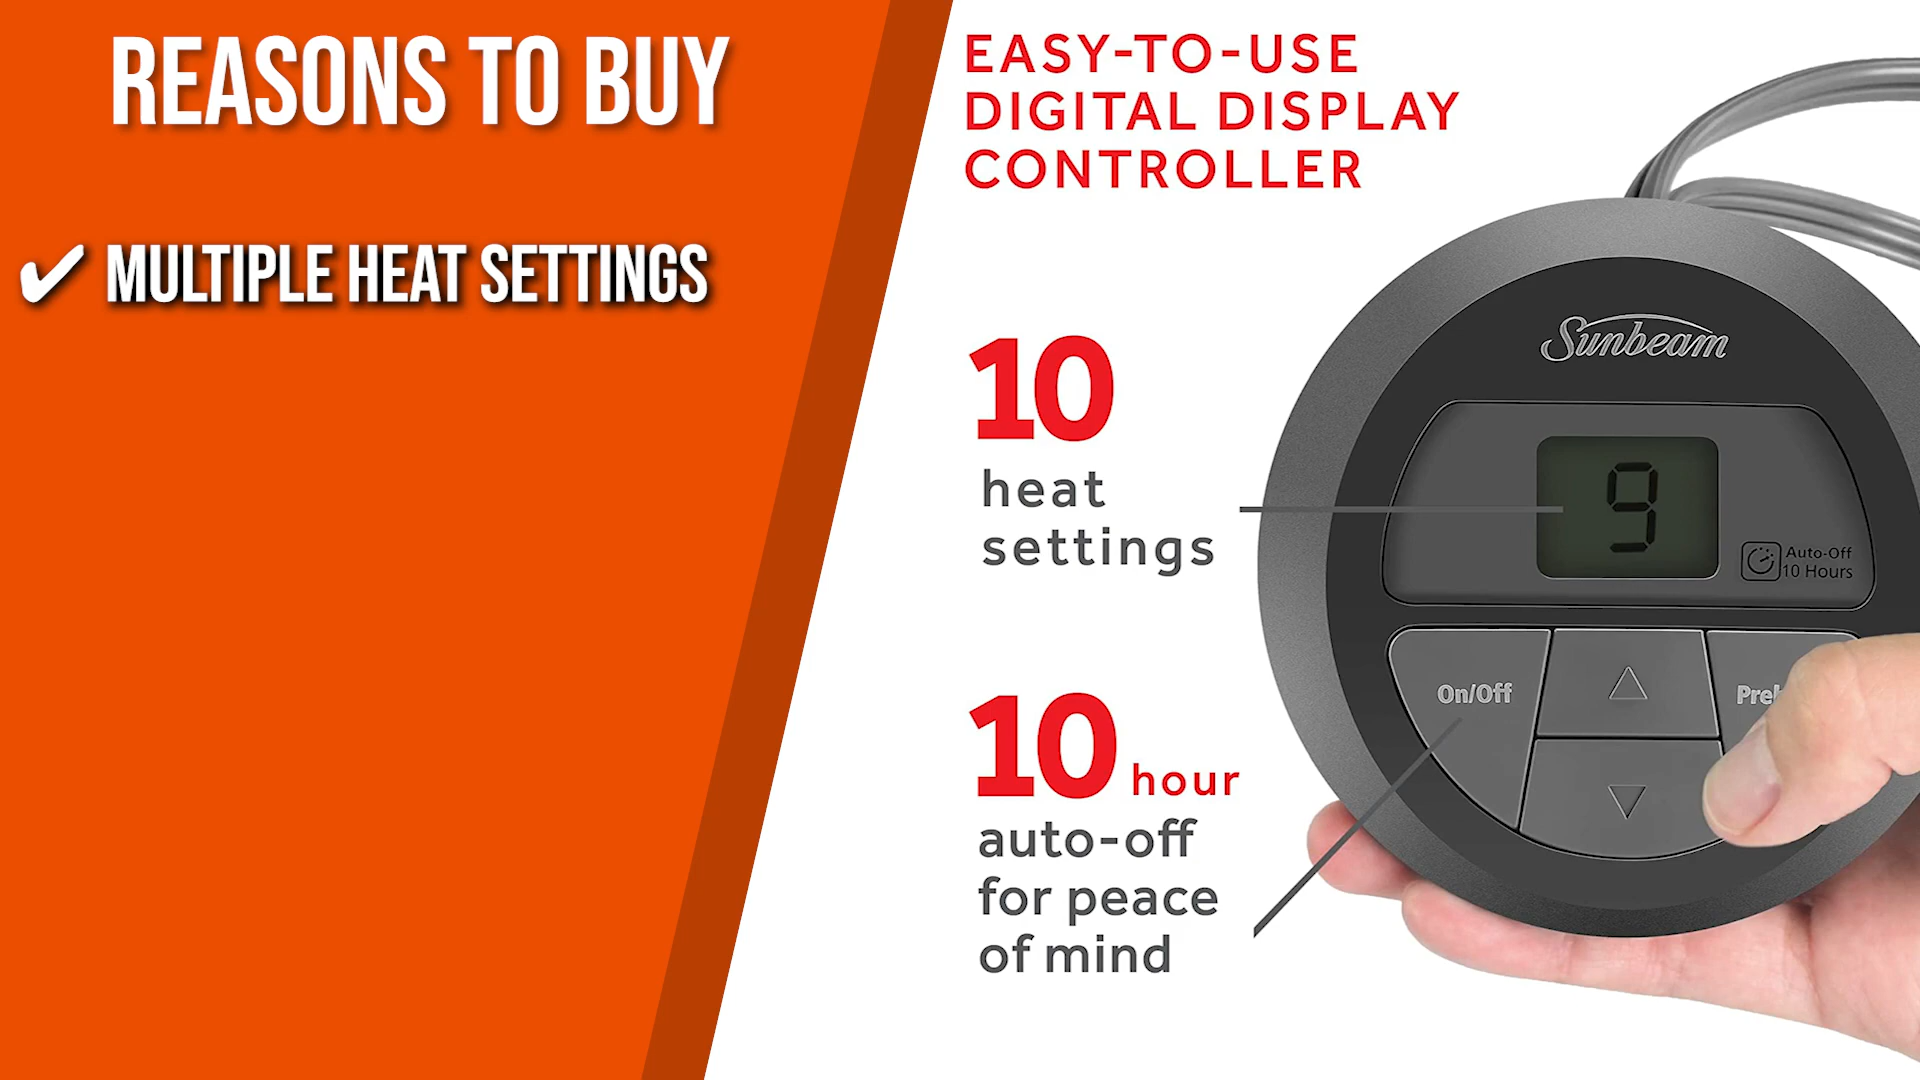 REASONS TO BUY
✔ MULTIPLE HEAT SETTINGS
EASY-TO-USE
DIGITAL DISPLAY
CONTROLLER
10
heat
settings
10 hour
auto-off
for peace
of mind
Sunbeam
9
Auto-Off
10 Hours
On/Off